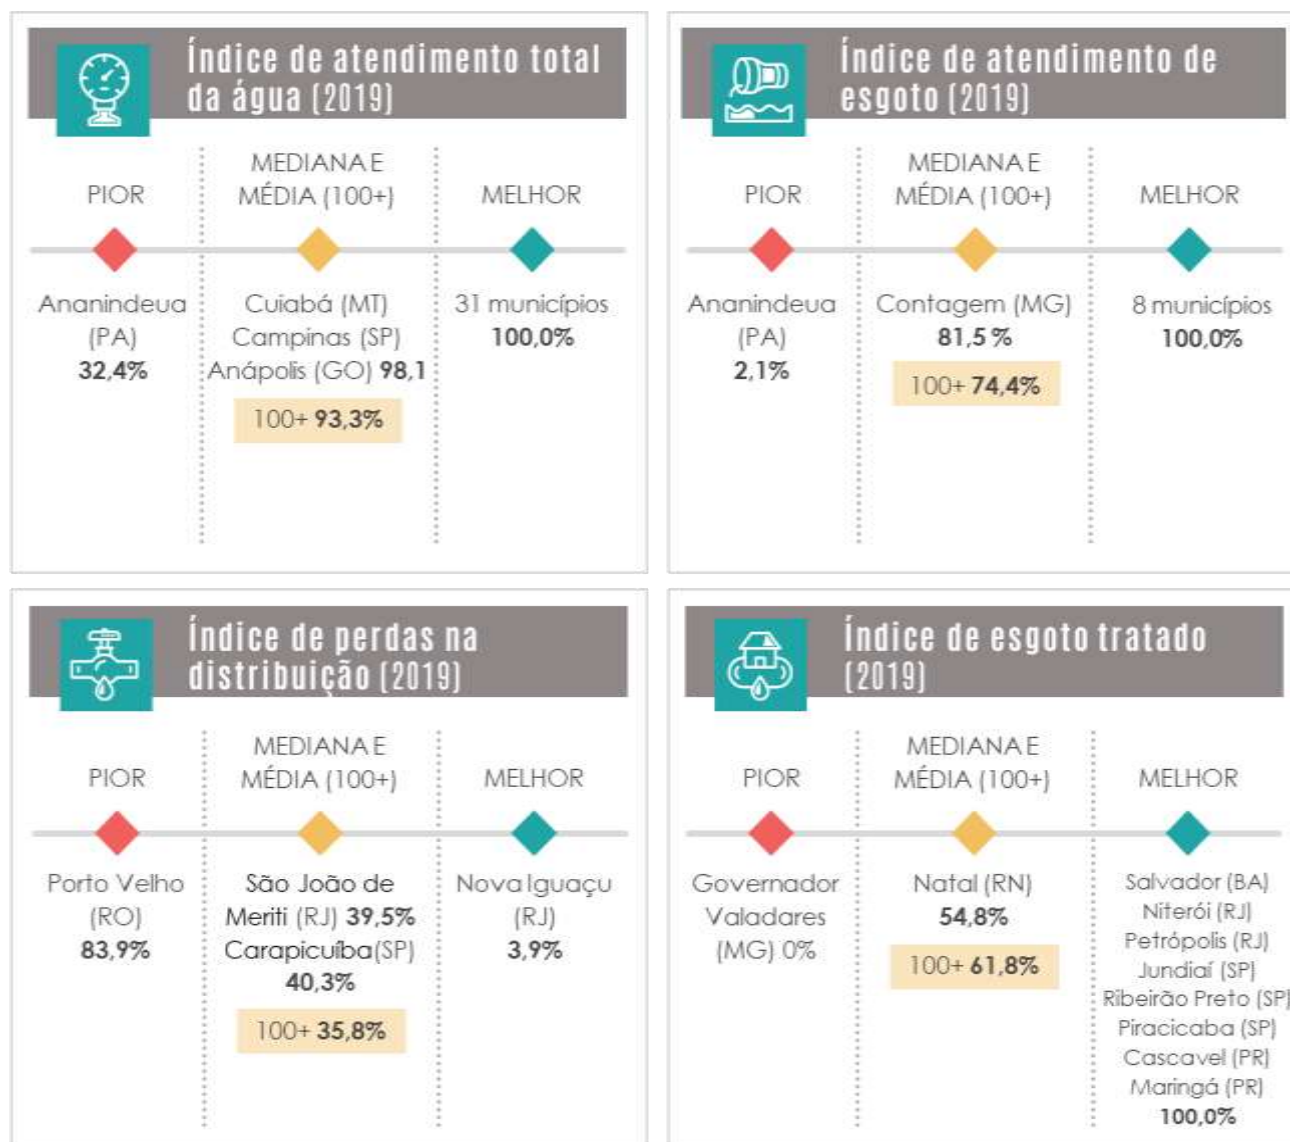 Índice de atendimento total
da água (2019)
PIOR
MEDIANA E
MÉDIA (100+)
MELHOR
Ananindeua
(PA)
32,4%
Cuiabá (MT)
Campinas (SP)
Anápolis (GO) 98,1
100+ 93,3%
31 municípios
100,0%
Índice de atendimento de
esgoto (2019)
PIOR
MEDIANA E
MÉDIA (100+)
MELHOR
Ananindeua
(PA)
2,1%
Contagem (MG)
81,5 %
100+ 74,4%
8 municípios
100,0%
Índice de perdas na
distribuição (2019)
PIOR
MEDIANA E
MÉDIA (100+)
MELHOR
Porto Velho
(RO)
83,9%
São João de
Meriti (RJ) 39,5%
Carapicuíba(SP)
40,3%
100+ 35,8%
Nova Iguaçu
(RJ)
3,9%
Índice de esgoto tratado
(2019)
PIOR
MEDIANA E
MÉDIA (100+)
MELHOR
Governador
Valadares
(MG) 0%
Natal (RN)
54,8%
100+ 61,8%
Salvador (BA)
Niterói (RJ)
Petrópolis (RJ)
Jundiaí (SP)
Ribeirão Preto (SP)
Piracicaba (SP)
Cascavel (PR)
Maringá (PR)
100,0%